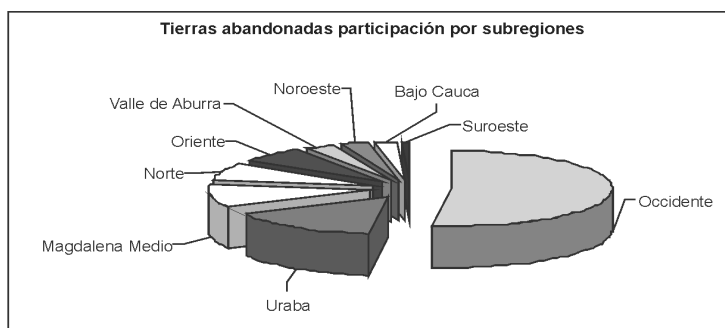 Tierras abandonadas participación por subregiones
Noroeste
Bajo Cauca
Valle de Aburra
Suroeste
Oriente
Norte
Occidente
Magdalena Medio
Uraba